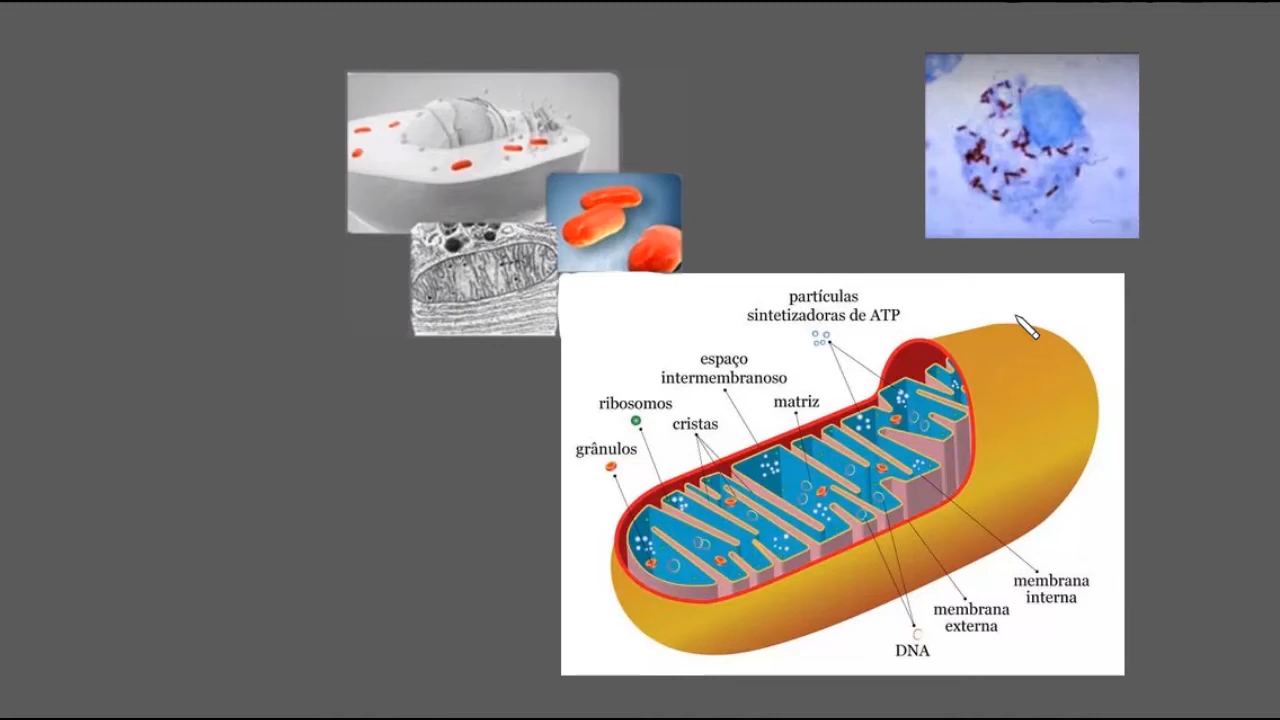 partículas
sintetizadoras de ATP
espaço
intermembranoso
matriz
ribosomos
cristas
grânulos
membrana
interna
membrana
externa
DNA